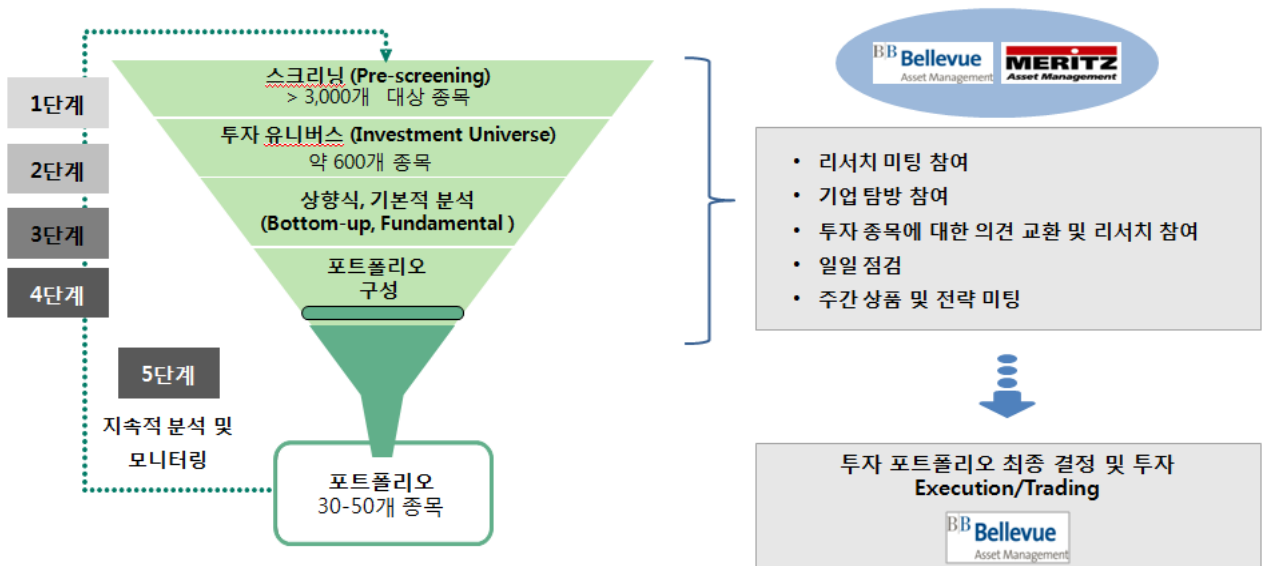 1단계
2단계
3단계
4단계
스크리닝 (Pre-screening)
> 3,000개 대상 종목
투자 유니버스 (Investment Universe)
약 600개 종목
상향식, 기본적 분석
(Bottom-up, Fundamental )
포트폴리오
구성
5단계
지속적 분석 및
모니터링
포트폴리오
30-50개 종목
B|B Bellevue
Asset Management
MERITZ
Asset Management
• 리서치 미팅 참여
• 기업 탐방 참여
• 투자 종목에 대한 의견 교환 및 리서치 참여
• 일일 점검
• 주간 상품 및 전략 미팅
투자 포트폴리오 최종 결정 및 투자
Execution/Trading
B|B Bellevue
Asset Management